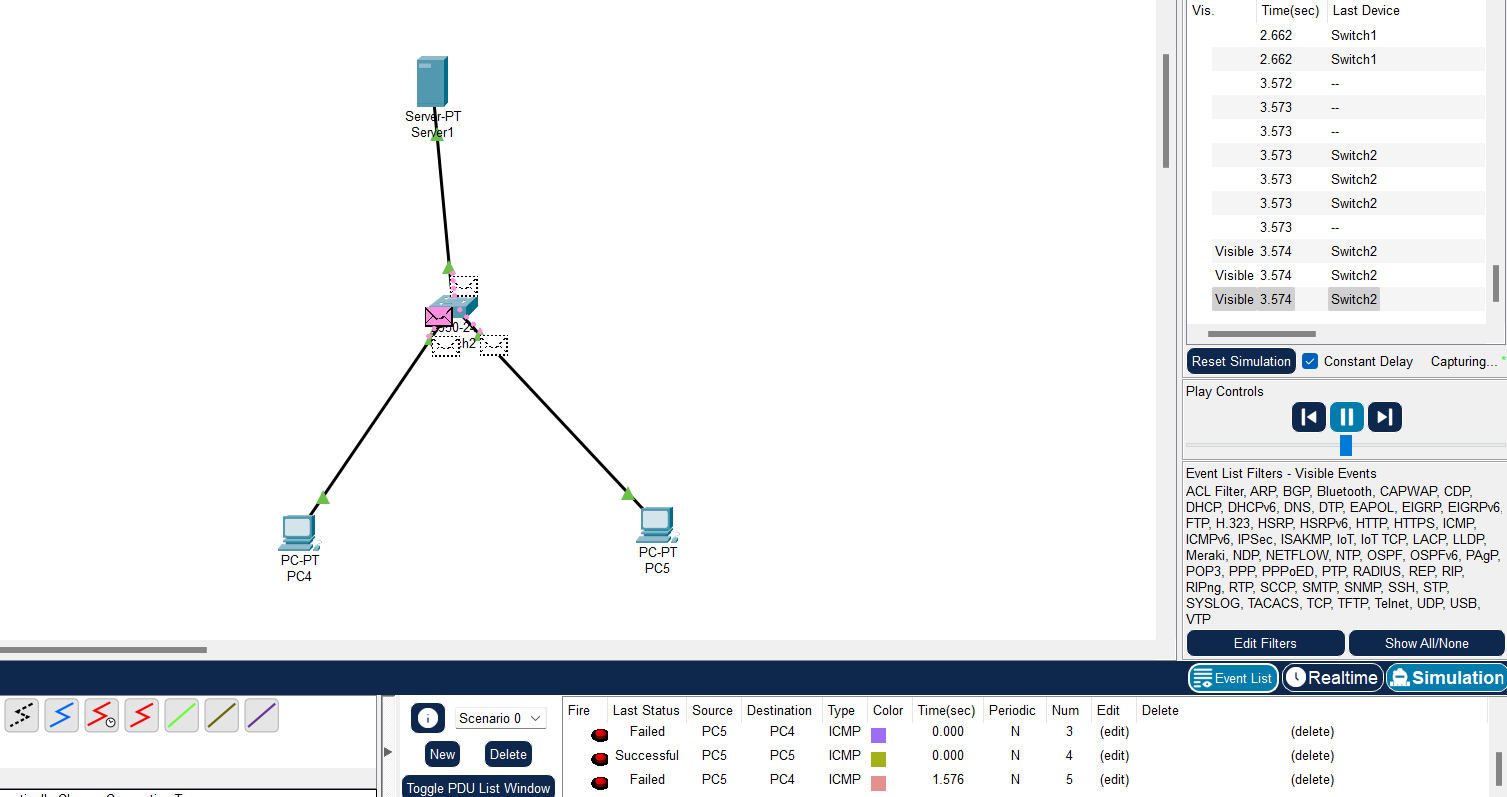 Server-PT
Server1
PC-PT
PC4
PC-PT
PC5
Vis. Time(sec) Last Device
2.662 Switch1
2.662 Switch1
3.572 --
3.573 --
3.573 --
3.573 Switch2
3.573 Switch2
3.573 Switch2
3.573 --
Visible 3.574 Switch2
Visible 3.574 Switch2
Visible 3.574 Switch2
Reset Simulation Constant Delay Capturing... *
Play Controls
Event List Filters - Visible Events
ACL Filter, ARP, BGP, Bluetooth, CAPWAP, CDP,
DHCP, DHCPv6, DNS, DTP, EAPOL, EIGRP, EIGRPv6,
FTP, H.323, HSRP, HSRPv6, HTTP, HTTPS, ICMP,
ICMPv6, IPSec, ISAKMP, IoT, IoT TCP, LACP, LLDP,
Meraki, NDP, NETFLOW, NTP, OSPF, OSPFv6, PAgP,
POP3, PPP, PPPoED, PTP, RADIUS, REP, RIP,
RIPng, RTP, SCCP, SMTP, SNMP, SSH, STP,
SYSLOG, TACACS, TCP, TFTP, Telnet, UDP, USB,
VTP
Edit Filters Show All/None
Event List Realtime Simulation
Scenario 0
New Delete
Toggle PDU List Window
Fire Last Status Source Destination Type Color Time(sec) Periodic Num Edit Delete
Failed PC5 PC4 ICMP 0.000 N 3 (edit) (delete)
Successful PC5 PC5 ICMP 0.000 N 4 (edit) (delete)
Failed PC5 PC4 ICMP 1.576 N 5 (edit) (delete)